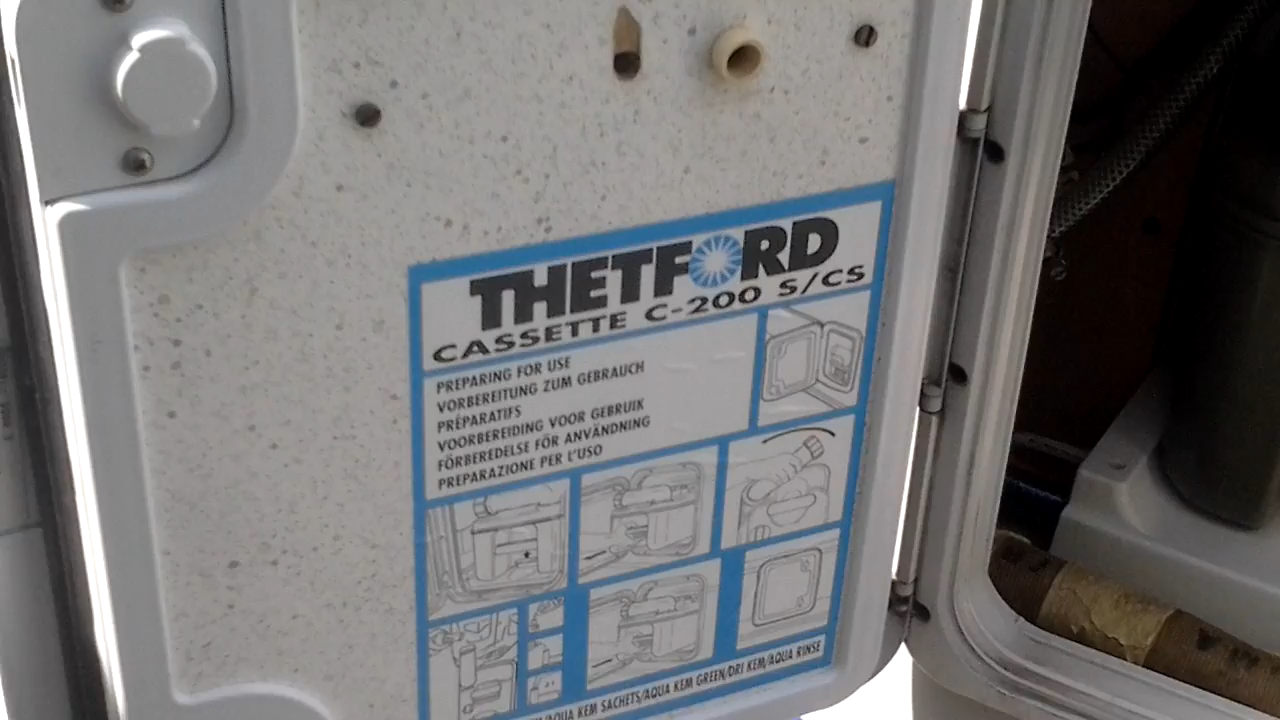 THETFORD
CASSETTE C-200 S/CS
PREPARING FOR USE
VORBEREITUNG ZUM GEBRAUCH
PRÉPARATIFS
VOORBEREIDING VOOR GEBRUIK
FÖRBEREDELSE FÖR ANVÄNDNING
PREPARAZIONE PER L'USO
AQUA KEM SACHETS/AQUA KEM GREEN/DRI KEM/AQUA RINSE